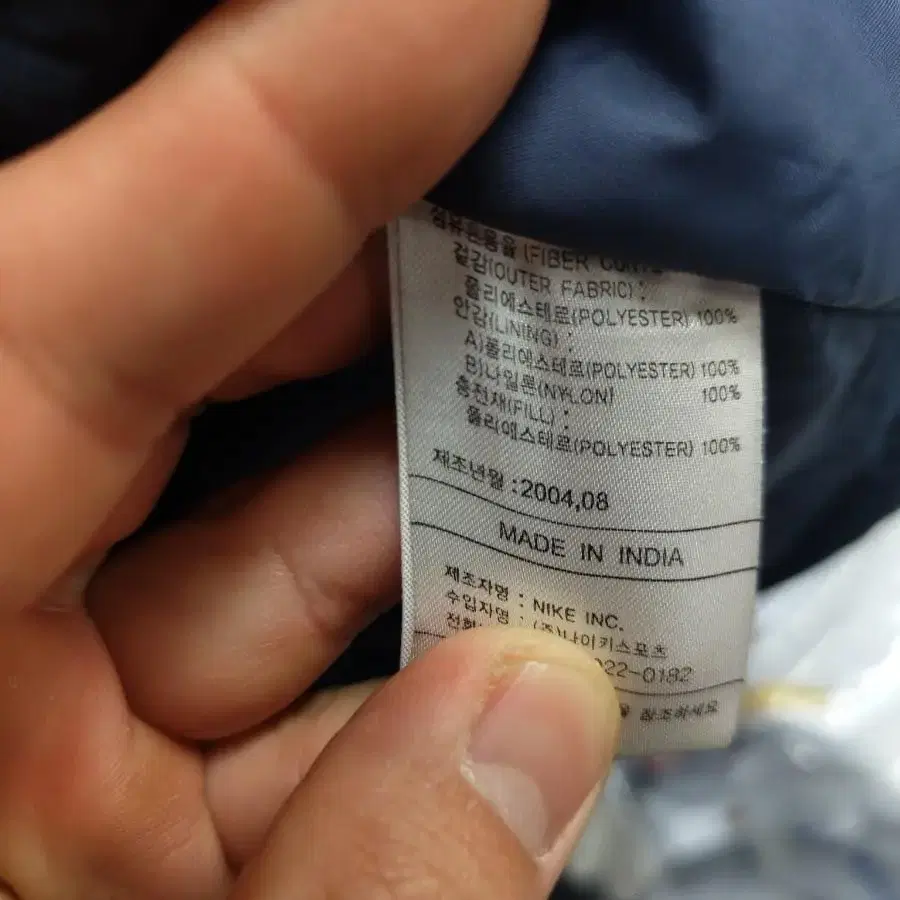 섬유혼용율 (FIBER
겉감(OUTER FABRIC) :
폴리에스테르(POLYESTER) 100%
안감(LINING) :
A)폴리에스테르(POLYESTER) 100%
B)나일론(NYLON) 100%
충전재(FILL) :
폴리에스테르(POLYESTER) 100%
제조년월 : 2004,08
MADE IN INDIA
제조자명 : NIKE INC.
수입자명 : (주)나이키스포츠
전화 022-0182
참조하세요